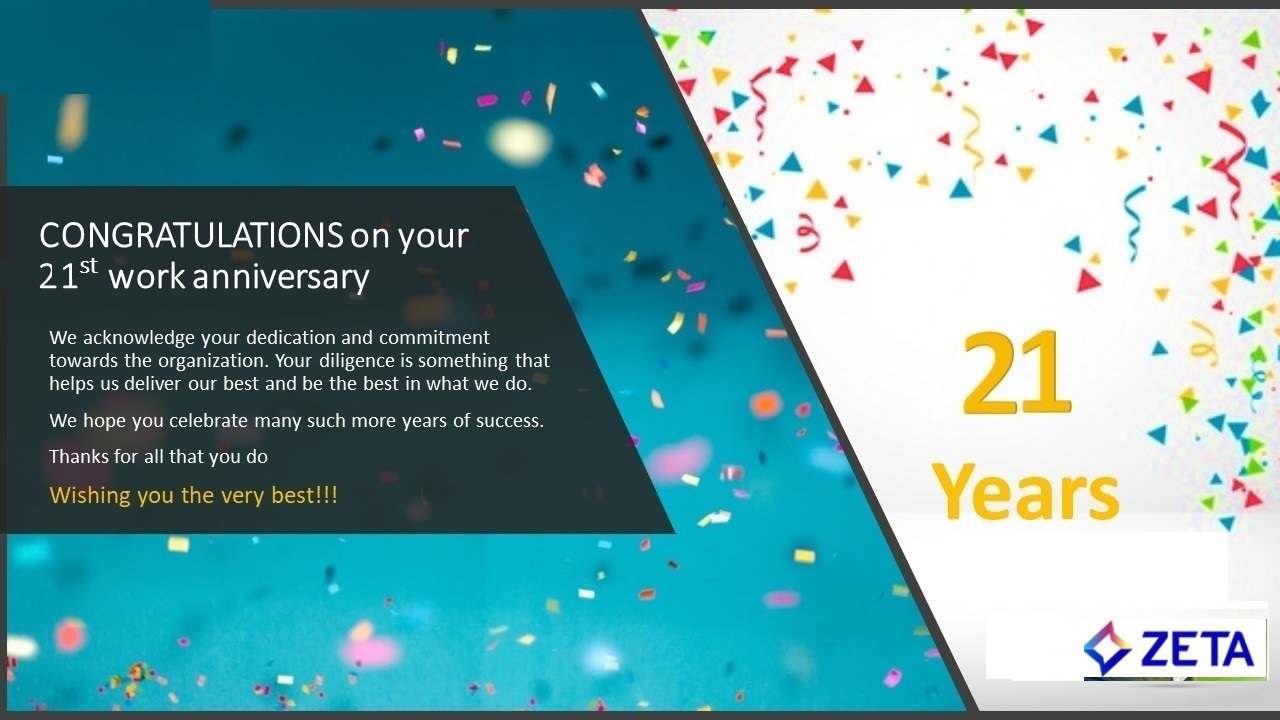 CONGRATULATIONS on your
21st work anniversary
We acknowledge your dedication and commitment
towards the organization. Your diligence is something that
helps us deliver our best and be the best in what we do.
We hope you celebrate many such more years of success.
Thanks for all that you do
Wishing you the very best!!!
21
Years
ZETA